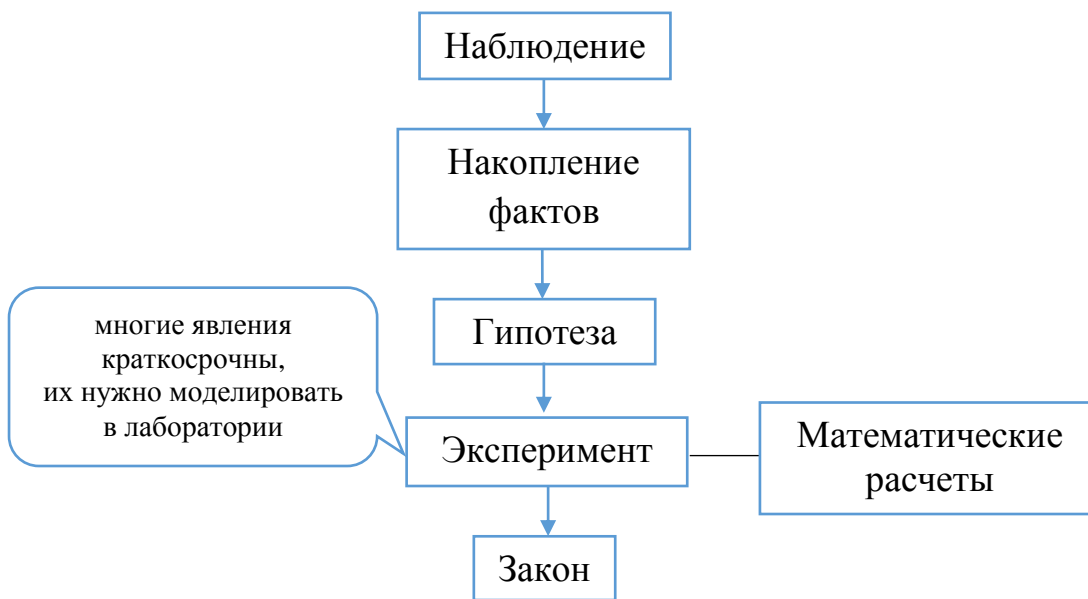 Наблюдение
Накопление
фактов
Гипотеза
многие явления
краткосрочны,
их нужно моделировать
в лаборатории
Эксперимент
Математические
расчеты
Закон